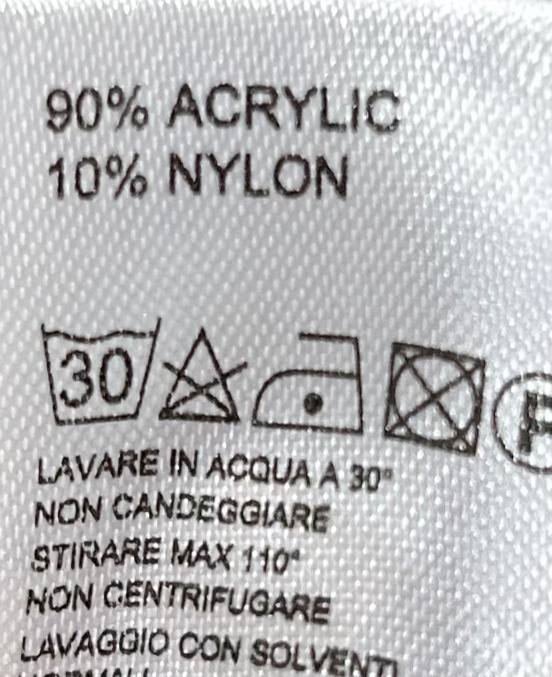 90% ACRYLIC
10% NYLON
30 P
LAVARE IN ACQUA A 30°
NON CANDEGGIARE
STIRARE MAX 110°
NON CENTRIFUGARE
LAVAGGIO CON SOLVENTI